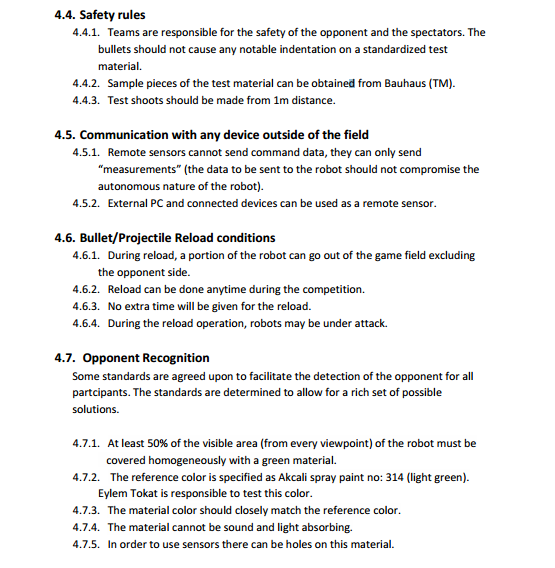 4.4. Safety rules
4.4.1. Teams are responsible for the safety of the opponent and the spectators. The
bullets should not cause any notable indentation on a standardized test
material.
4.4.2. Sample pieces of the test material can be obtained from Bauhaus (TM).
4.4.3. Test shoots should be made from 1m distance.
4.5. Communication with any device outside of the field
4.5.1. Remote sensors cannot send command data, they can only send
“measurements” (the data to be sent to the robot should not compromise the
autonomous nature of the robot).
4.5.2. External PC and connected devices can be used as a remote sensor.
4.6. Bullet/Projectile Reload conditions
4.6.1. During reload, a portion of the robot can go out of the game field excluding
the opponent side.
4.6.2. Reload can be done anytime during the competition.
4.6.3. No extra time will be given for the reload.
4.6.4. During the reload operation, robots may be under attack.
4.7. Opponent Recognition
Some standards are agreed upon to facilitate the detection of the opponent for all
partcipants. The standards are determined to allow for a rich set of possible
solutions.
4.7.1. At least 50% of the visible area (from every viewpoint) of the robot must be
covered homogeneously with a green material.
4.7.2. The reference color is specified as Akcali spray paint no: 314 (light green).
Eylem Tokat is responsible to test this color.
4.7.3. The material color should closely match the reference color.
4.7.4. The material cannot be sound and light absorbing.
4.7.5. In order to use sensors there can be holes on this material.